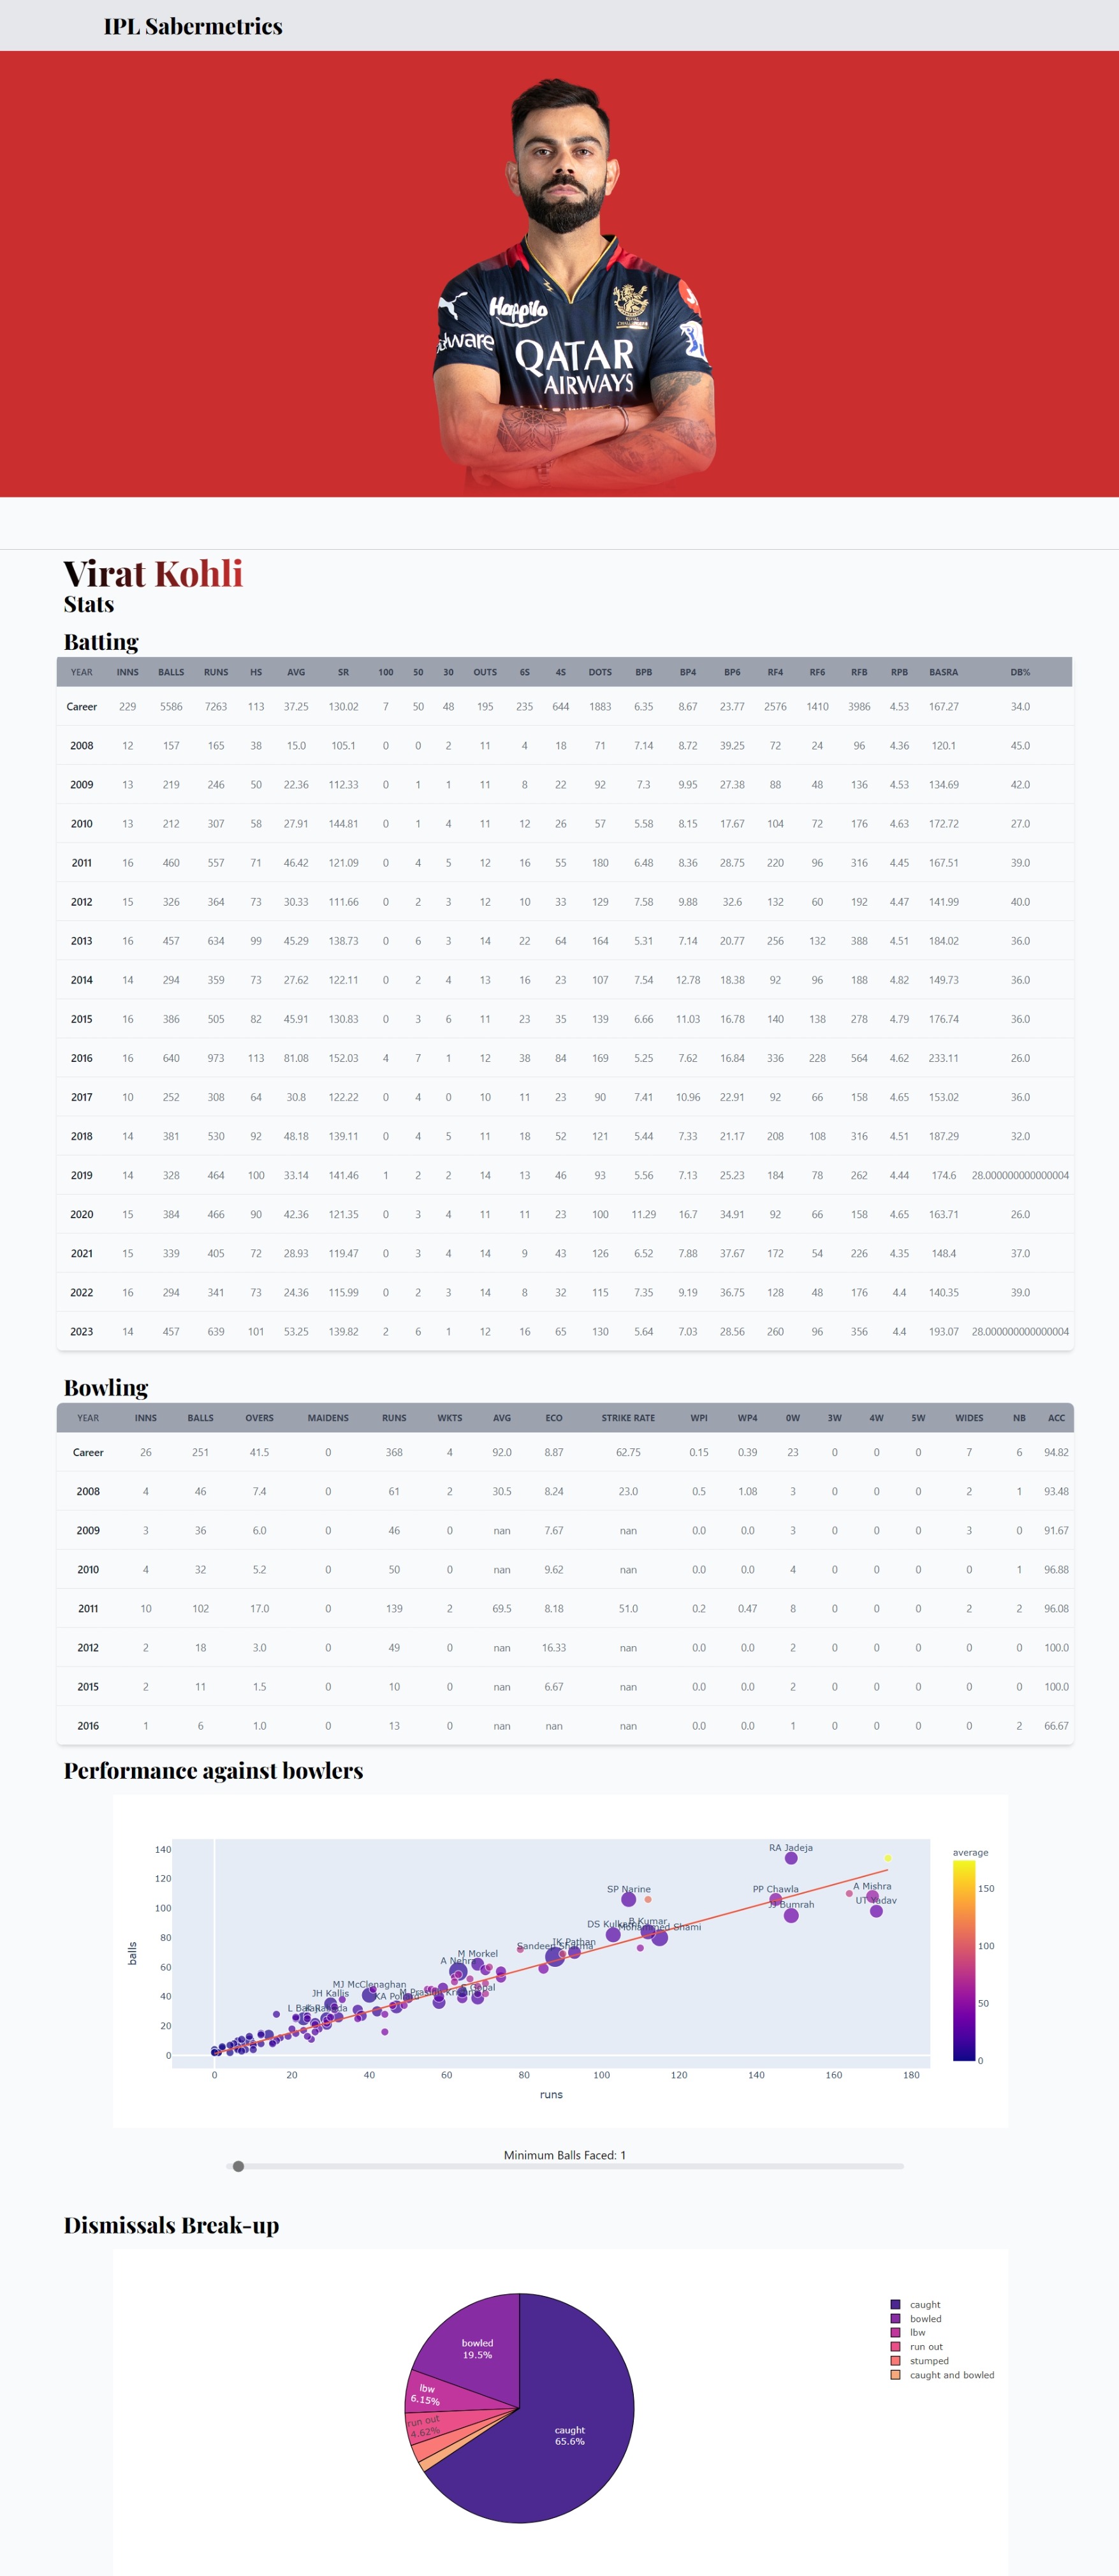 IPL Sabermetrics
Happilo
QATAR
AIRWAYS
Virat Kohli
Stats
Batting
YEAR INNS BALLS RUNS HS AVG SR 100 50 30 OUTS 6S 4S DOTS BPB BP4 BP6 RF4 RF6 RFB RPB BASRA DB%
Career 229 5586 7263 113 37.25 130.02 7 50 48 195 235 644 1883 6.35 8.67 23.77 2576 1410 3986 4.53 167.27 34.0
2008 12 157 165 38 15.0 105.1 0 0 2 11 4 18 71 7.14 8.72 39.25 72 24 96 4.36 120.1 45.0
2009 13 219 246 50 22.36 112.33 0 1 1 11 8 22 92 7.3 9.95 27.38 88 48 136 4.53 134.69 42.0
2010 13 212 307 58 27.91 144.81 0 1 4 11 12 26 57 5.58 8.15 17.67 104 72 176 4.63 172.72 27.0
2011 16 460 557 71 46.42 121.09 0 4 5 12 16 55 180 6.48 8.36 28.75 220 96 316 4.45 167.51 39.0
2012 15 326 364 73 30.33 111.66 0 2 3 12 10 33 129 7.58 9.88 32.6 132 60 192 4.47 141.99 40.0
2013 16 457 634 99 45.29 138.73 0 6 3 14 22 64 164 5.31 7.14 20.77 256 132 388 4.51 184.02 36.0
2014 14 294 359 73 27.62 122.11 0 2 4 13 16 23 107 7.54 12.78 18.38 92 96 188 4.82 149.73 36.0
2015 16 386 505 82 45.91 130.83 0 3 6 11 23 35 139 6.66 11.03 16.78 140 138 278 4.79 176.74 36.0
2016 16 640 973 113 81.08 152.03 4 7 1 12 38 84 169 5.25 7.62 16.84 336 228 564 4.62 233.11 26.0
2017 10 252 308 64 30.8 122.22 0 4 0 10 11 23 90 7.41 10.96 22.91 92 66 158 4.65 153.02 36.0
2018 14 381 530 92 48.18 139.11 0 4 5 11 18 52 121 5.44 7.33 21.17 208 108 316 4.51 187.29 32.0
2019 14 328 464 100 33.14 141.46 1 2 2 14 13 46 93 5.56 7.13 25.23 184 78 262 4.44 174.6 28.000000000000004
2020 15 384 466 90 42.36 121.35 0 3 4 11 11 23 100 11.29 16.7 34.91 92 66 158 4.65 163.71 26.0
2021 15 339 405 72 28.93 119.47 0 3 4 14 9 43 126 6.52 7.88 37.67 172 54 226 4.35 148.4 37.0
2022 16 294 341 73 24.36 115.99 0 2 3 14 8 32 115 7.35 9.19 36.75 128 48 176 4.4 140.35 39.0
2023 14 457 639 101 53.25 139.82 2 6 1 12 16 65 130 5.64 7.03 28.56 260 96 356 4.4 193.07 28.000000000000004
Bowling
YEAR INNS BALLS OVERS MAIDENS RUNS WKTS AVG ECO STRIKE RATE WPI WP4 0W 3W 4W 5W WIDES NB ACC
Career 26 251 41.5 0 368 4 92.0 8.87 62.75 0.15 0.39 23 0 0 0 7 6 94.82
2008 4 46 7.4 0 61 2 30.5 8.24 23.0 0.5 1.08 3 0 0 0 2 1 93.48
2009 3 36 6.0 0 46 0 nan 7.67 nan 0.0 0.0 3 0 0 0 3 0 91.67
2010 4 32 5.2 0 50 0 nan 9.62 nan 0.0 0.0 4 0 0 0 0 1 96.88
2011 10 102 17.0 0 139 2 69.5 8.18 51.0 0.2 0.47 8 0 0 0 2 2 96.08
2012 2 18 3.0 0 49 0 nan 16.33 nan 0.0 0.0 2 0 0 0 0 0 100.0
2015 2 11 1.5 0 10 0 nan 6.67 nan 0.0 0.0 2 0 0 0 0 0 100.0
2016 1 6 1.0 0 13 0 nan nan nan 0.0 0.0 1 0 0 0 0 2 66.67
Performance against bowlers
140
120
100
80
60
40
20
0
balls
RA Jadeja
A Mishra
PP Chawla
SP Narine
UT Yadav
JJ Bumrah
B Kumar
Mohammed Shami
IK Pathan
M Morkel
A Nehra
MJ McClenaghan
JH Kallis
0 20 40 60 80 100 120 140 160 180
runs
average
150
100
50
0
Minimum Balls Faced: 1
Dismissals Break-up
bowled
19.5%
lbw
6.15%
run out
4.62%
caught
65.6%
caught
bowled
lbw
run out
stumped
caught and bowled